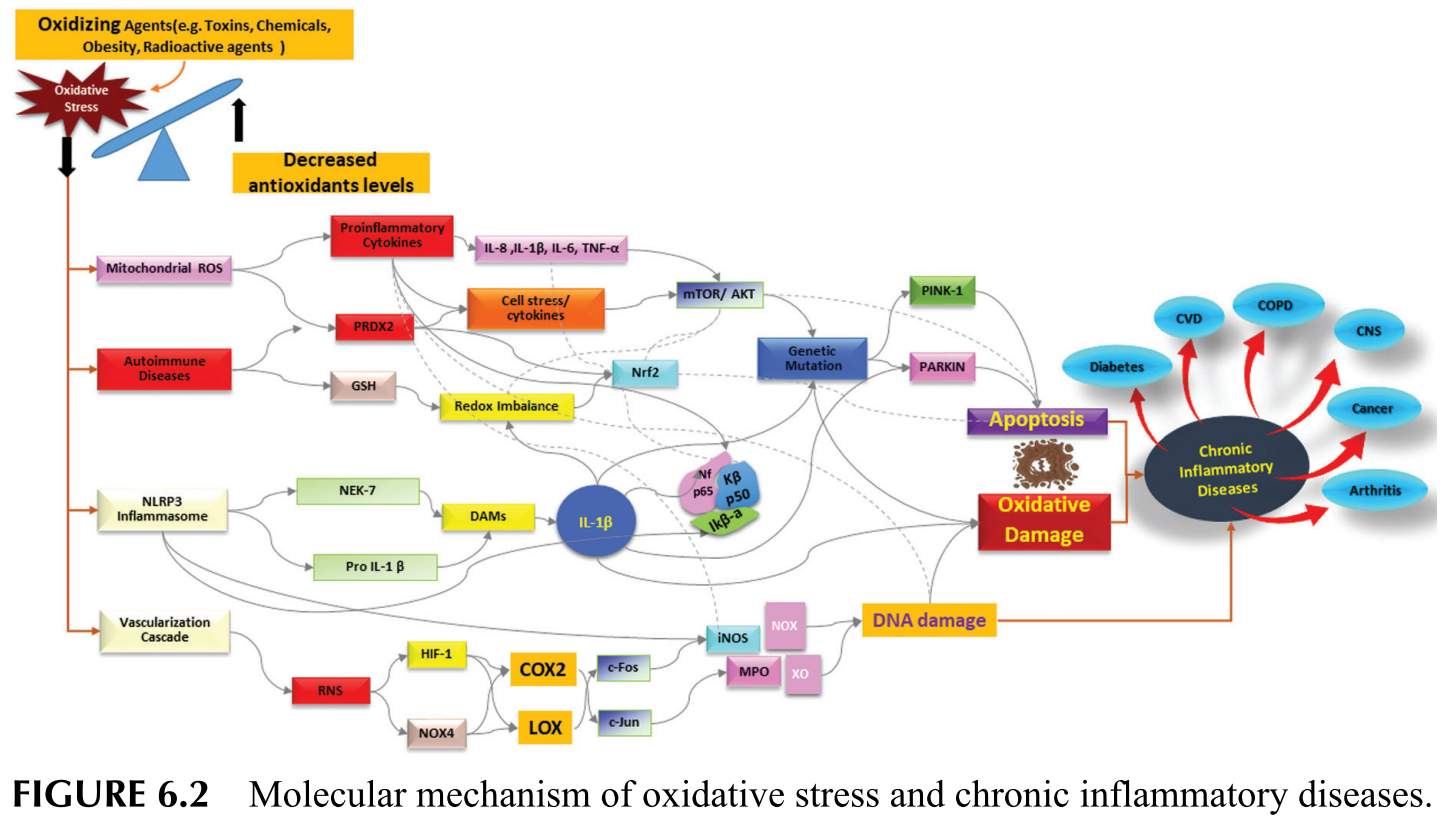 Oxidizing Agents(e.g. Toxins, Chemicals,
Obesity, Radioactive agents )
Oxidative
Stress
Decreased
antioxidants levels
Proinflammatory
Cytokines
IL-8 ,IL-1β, IL-6, TNF-α
Mitochondrial ROS
mTOR/ AKT
Cell stress/
cytokines
PRDX2
PINK-1
Autoimmune
Diseases
GSH
Nrf2
Genetic
Mutation
PARKIN
Redox Imbalance
Apoptosis
NLRP3
Inflammasome
NEK-7
DAMs
Pro IL-1 β
IL-1β
Nf
p65
Kβ
p50
Ikβ-a
Oxidative
Damage
Diabetes
CVD
COPD
CNS
Cancer
Arthritis
Chronic
Inflammatory
Diseases
Vascularization
Cascade
RNS
HIF-1
NOX4
COX2
LOX
c-Fos
c-Jun
iNOS
NOX
MPO
XO
DNA damage
FIGURE 6.2 Molecular mechanism of oxidative stress and chronic inflammatory diseases.